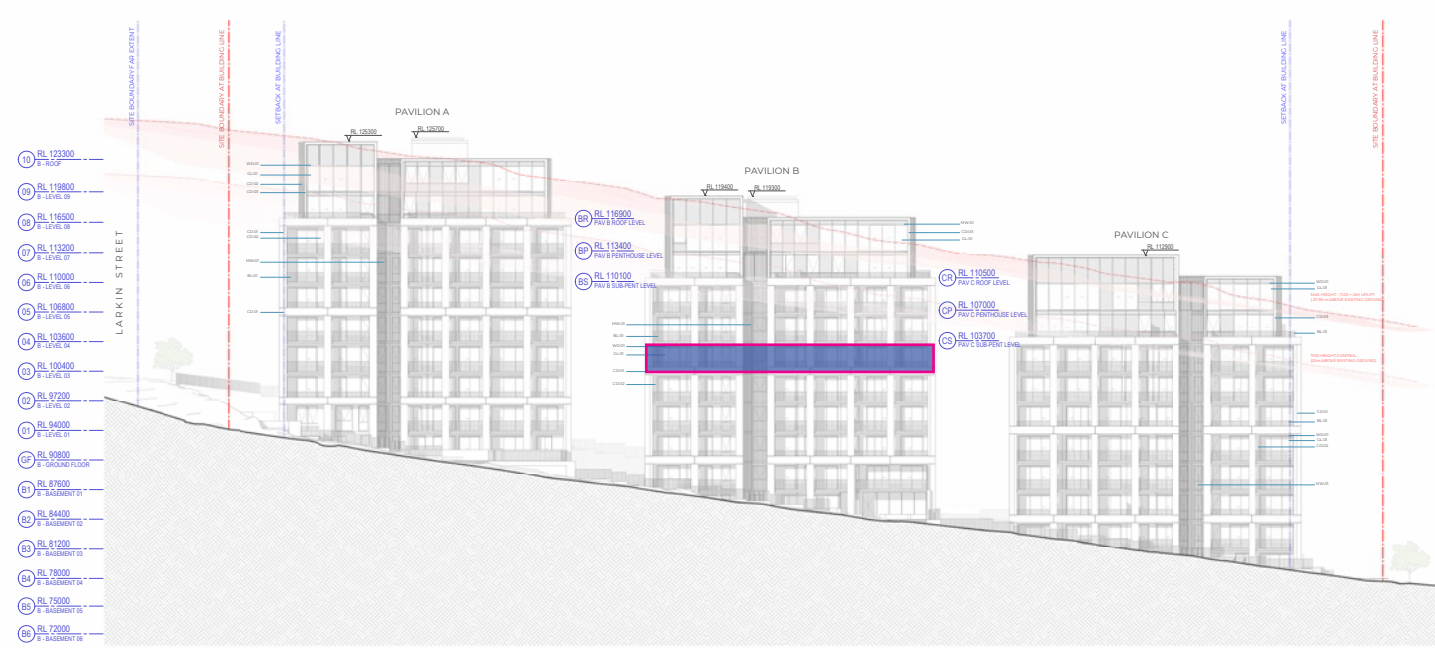 SITE BOUNDARY FAR EXTENT
SITE BOUNDARY AT BUILDING LINE
SETBACK AT BUILDING LINE
SETBACK AT BUILDING LINE
SITE BOUNDARY AT BUILDING LINE
PAVILION A
RL 125300
RL 125700
PAVILION B
RL 119400
RL 119300
PAVILION C
RL 112900
10 RL 123300
B - ROOF
09 RL 119800
B - LEVEL 09
08 RL 116500
B - LEVEL 08
07 RL 113200
B - LEVEL 07
06 RL 110000
B - LEVEL 06
05 RL 106800
B - LEVEL 05
04 RL 103600
B - LEVEL 04
03 RL 100400
B - LEVEL 03
02 RL 97200
B - LEVEL 02
01 RL 94000
B - LEVEL 01
GF RL 90800
B - GROUND FLOOR
B1 RL 87600
B - BASEMENT 01
B2 RL 84400
B - BASEMENT 02
B3 RL 81200
B - BASEMENT 03
B4 RL 78000
B - BASEMENT 04
B5 RL 75000
B - BASEMENT 05
B6 RL 72000
B - BASEMENT 06
LARKIN STREET
BR RL 116900
PAV B ROOF LEVEL
BP RL 113400
PAV B PENTHOUSE LEVEL
BS RL 110100
PAV B SUB-PENT LEVEL
CR RL 110500
PAV C ROOF LEVEL
CP RL 107000
PAV C PENTHOUSE LEVEL
CS RL 103700
PAV C SUB-PENT LEVEL
TOD HEIGHT CONTROL